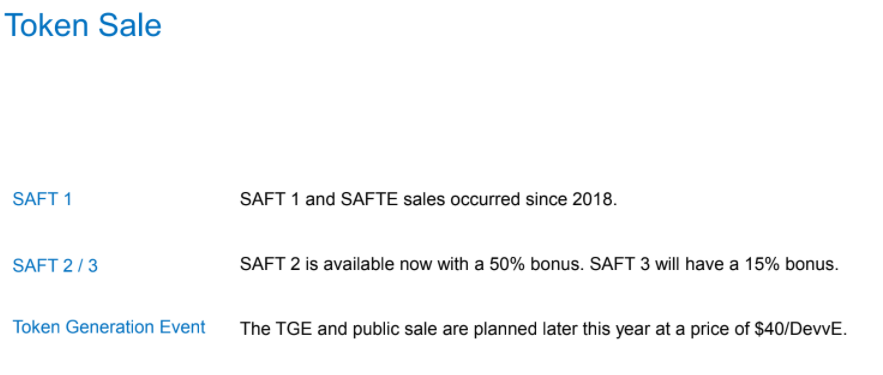 Token Sale
SAFT 1
SAFT 1 and SAFTE sales occurred since 2018.
SAFT 2 / 3
SAFT 2 is available now with a 50% bonus. SAFT 3 will have a 15% bonus.
Token Generation Event
The TGE and public sale are planned later this year at a price of $40/DevvE.